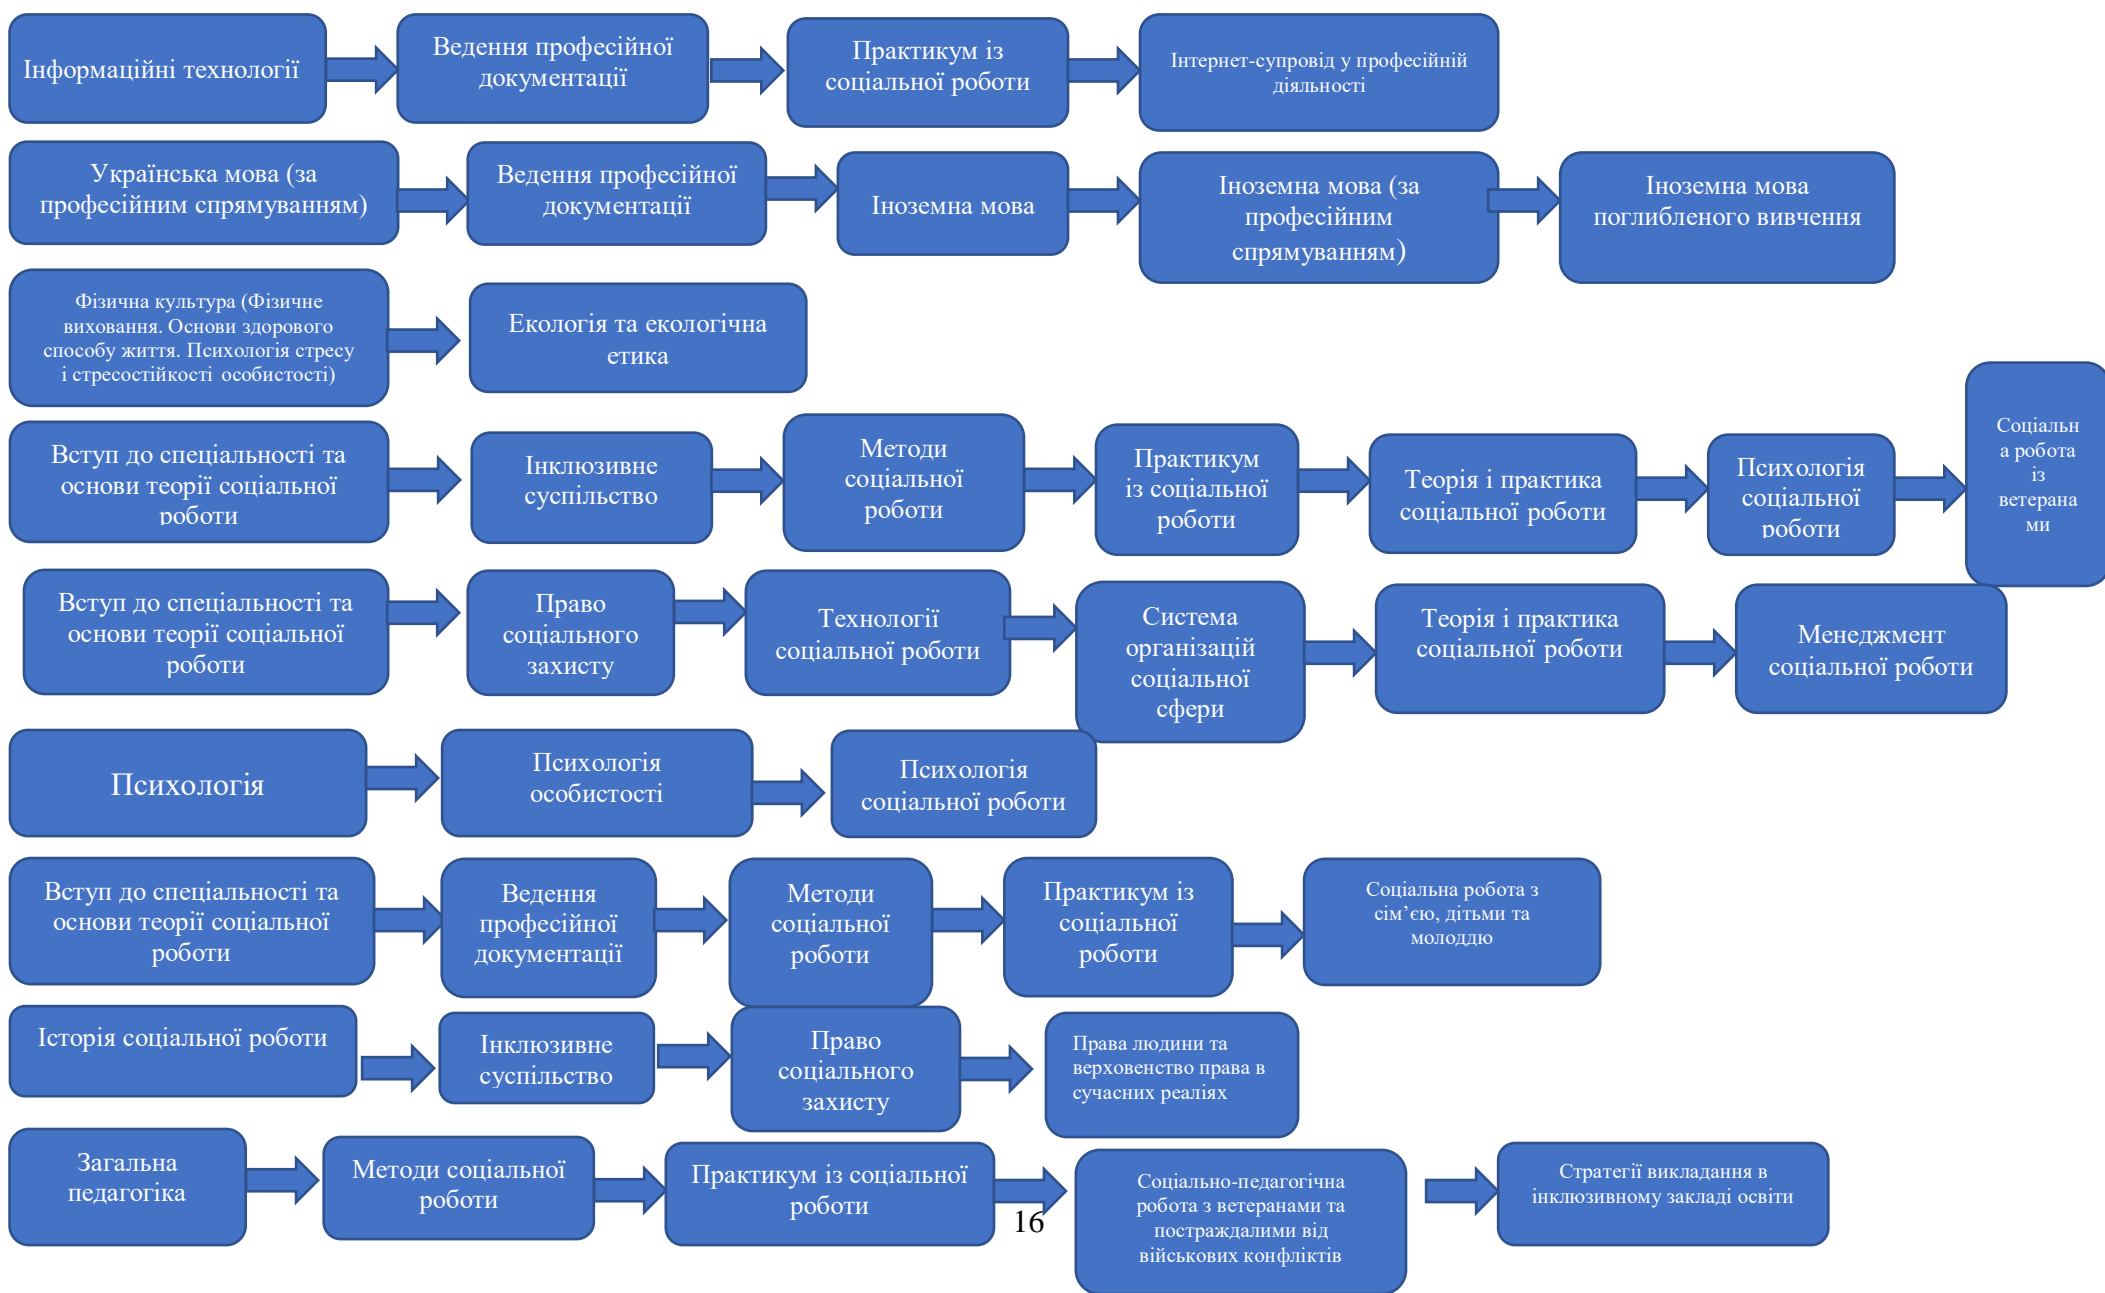 Інформаційні технології
Ведення професійної
документації
Практикум із
соціальної роботи
Інтернет-супровід у професійній
діяльності
Українська мова (за
професійним спрямуванням)
Ведення професійної
документації
Іноземна мова
Іноземна мова (за
професійним
спрямуванням)
Іноземна мова
поглибленого вивчення
Фізична культура (Фізичне
виховання. Основи здорового
способу життя. Психологія стресу
і стресостійкості особистості)
Екологія та екологічна
етика
Вступ до спеціальності та
основи теорії соціальної
роботи
Інклюзивне
суспільство
Методи
соціальної
роботи
Практикум
із соціальної
роботи
Теорія і практика
соціальної роботи
Психологія
соціальної
роботи
Соціальн
а робота
із
ветерана
ми
Вступ до спеціальності та
основи теорії соціальної
роботи
Право
соціального
захисту
Технології
соціальної роботи
Система
організацій
соціальної
сфери
Теорія і практика
соціальної роботи
Менеджмент
соціальної роботи
Психологія
Психологія
особистості
Психологія
соціальної роботи
Вступ до спеціальності та
основи теорії соціальної
роботи
Ведення
професійної
документації
Методи
соціальної
роботи
Практикум із
соціальної
роботи
Соціальна робота з
сім’єю, дітьми та
молоддю
Історія соціальної роботи
Інклюзивне
суспільство
Право
соціального
захисту
Права людини та
верховенство права в
сучасних реаліях
Загальна
педагогіка
Методи соціальної
роботи
Практикум із соціальної
роботи
Соціально-педагогічна
робота з ветеранами та
постраждалими від
військових конфліктів
Стратегії викладання в
інклюзивному закладі освіти
16